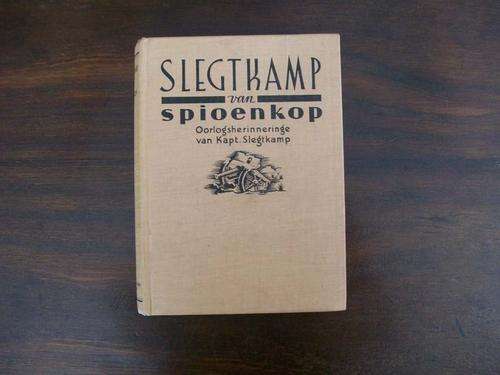 SLEGTKAMP
van
spioenkop
Oorlogsherinneringe
van Kapt. Slegtkamp